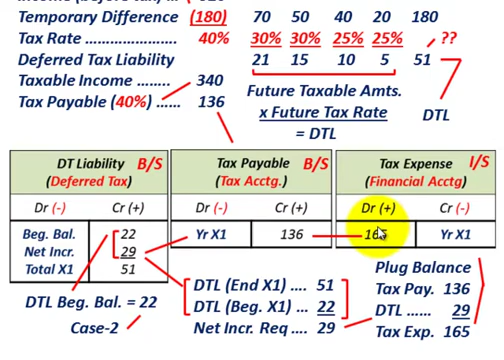 Temporary Difference (180) 70 50 40 20 180
Tax Rate ..................... 40% 30% 30% 25% 25% ??
Deferred Tax Liability 21 15 10 5 51
Taxable Income ........ 340
Tax Payable (40%) ...... 136
Future Taxable Amts.
x Future Tax Rate
= DTL
DTL
DT Liability B/S
(Deferred Tax)
Tax Payable B/S
(Tax Acctg.)
Tax Expense I/S
(Financial Acctg)
Dr (-) Cr (+) Dr (-) Cr (+) Dr (+) Cr (-)
Beg. Bal. 22 Yr X1 136 Yr X1
Net Incr. 29
Total X1 51
DTL Beg. Bal. = 22
Case-2
DTL (End X1) .... 51
DTL (Beg. X1) ... 22
Net Incr. Req .... 29
Plug Balance
Tax Pay. 136
DTL ...... 29
Tax Exp. 165